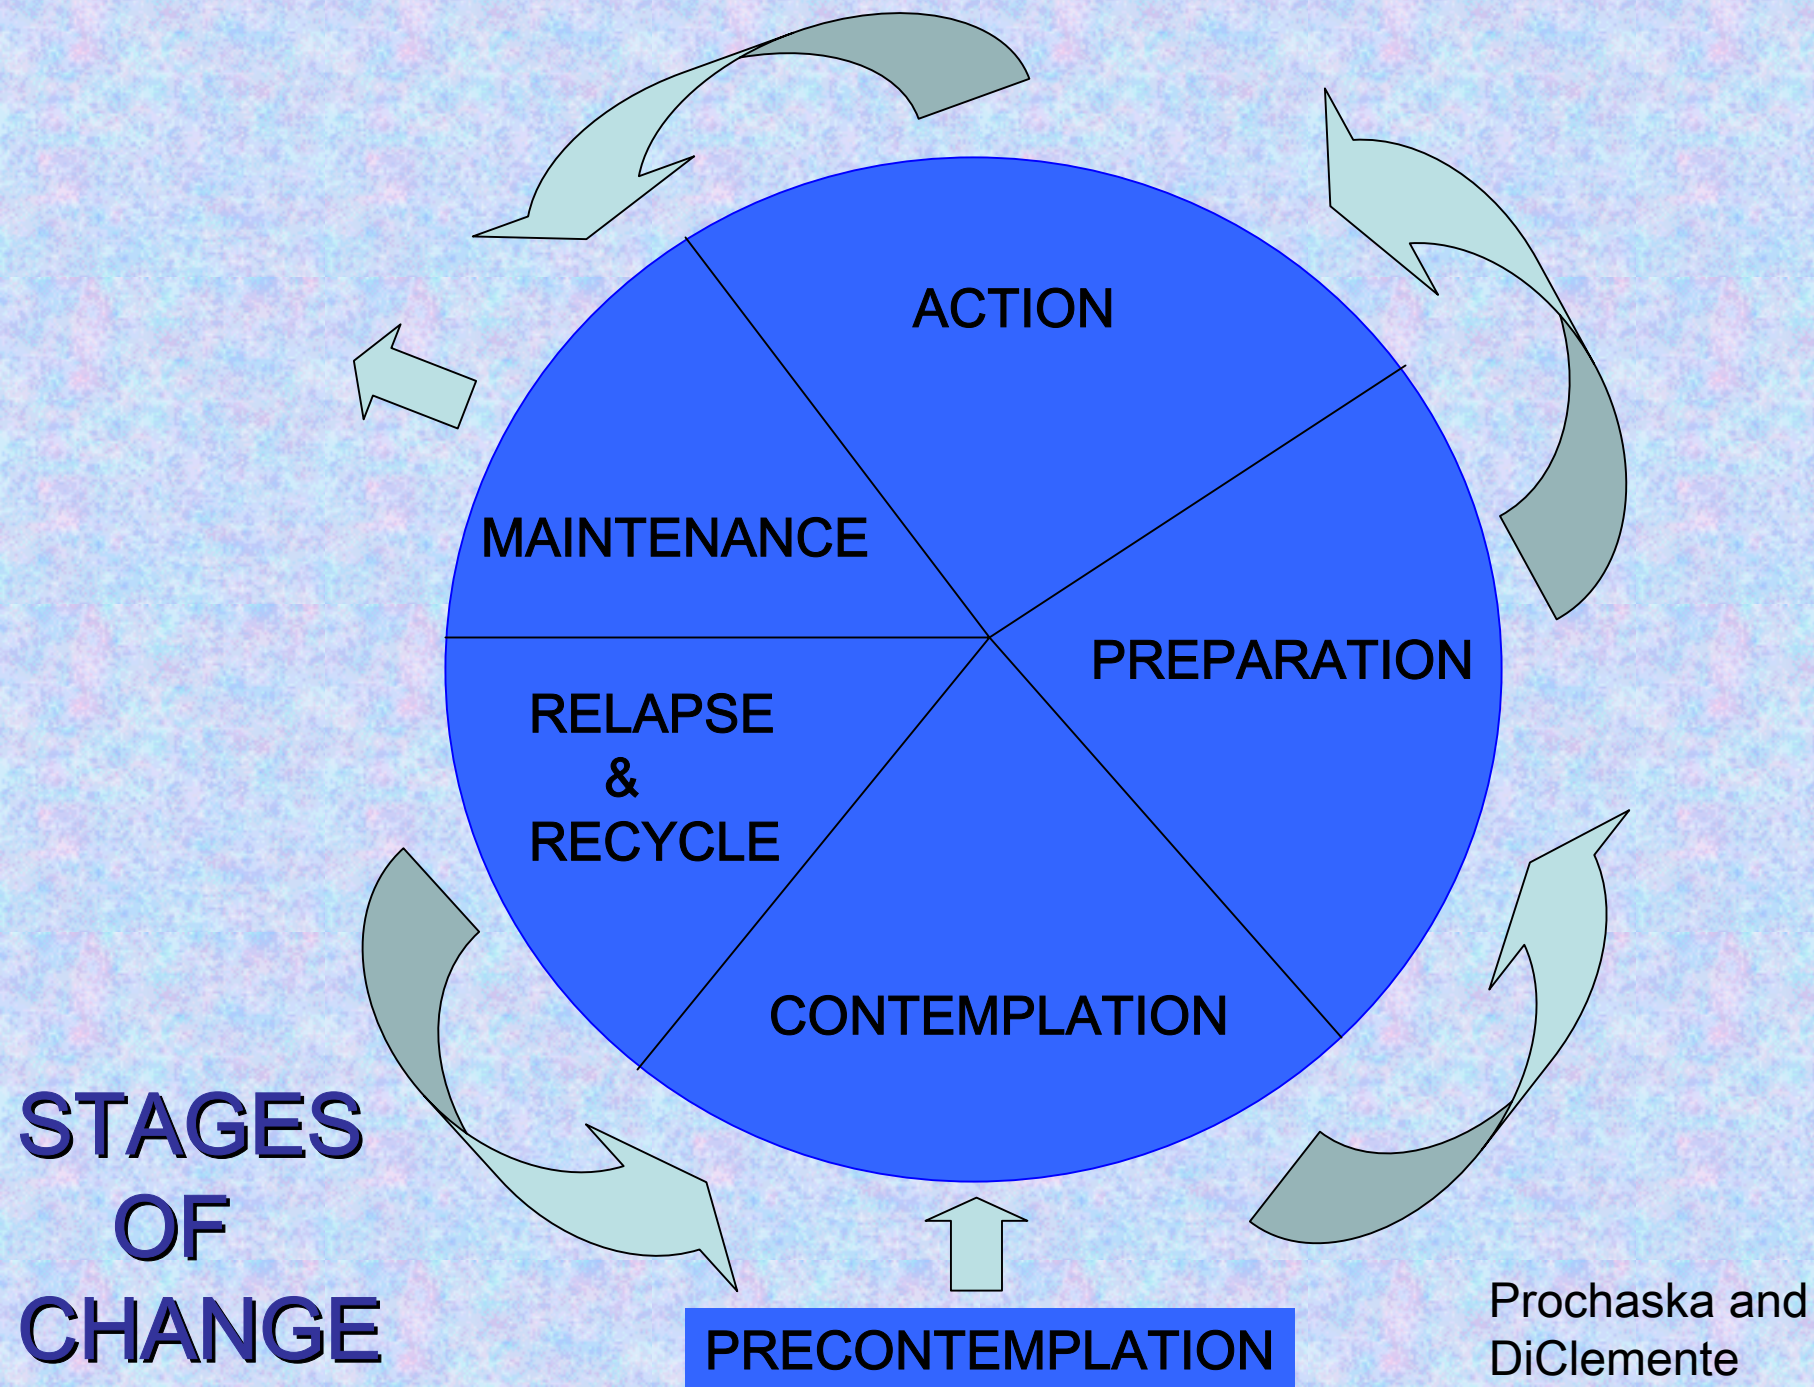 ACTION
MAINTENANCE
PREPARATION
RELAPSE
&
RECYCLE
CONTEMPLATION
STAGES
OF
CHANGE
PRECONTEMPLATION
Prochaska and
DiClemente